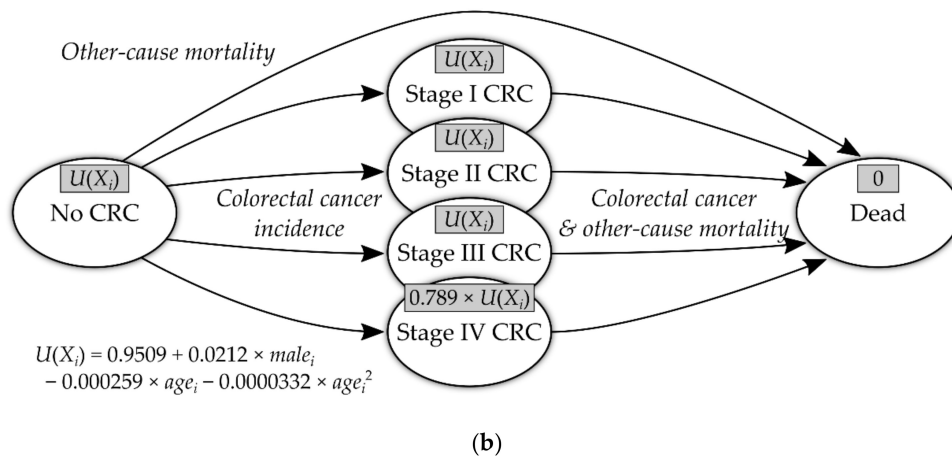 Other-cause mortality
U(Xᵢ)
Stage I CRC
U(Xᵢ)
Stage II CRC
U(Xᵢ)
No CRC
Colorectal cancer
incidence
U(Xᵢ)
Stage III CRC
Colorectal cancer
& other-cause mortality
0
Dead
0.789 × U(Xᵢ)
Stage IV CRC
U(Xᵢ) = 0.9509 + 0.0212 × maleᵢ
− 0.000259 × ageᵢ − 0.0000332 × ageᵢ²
(b)